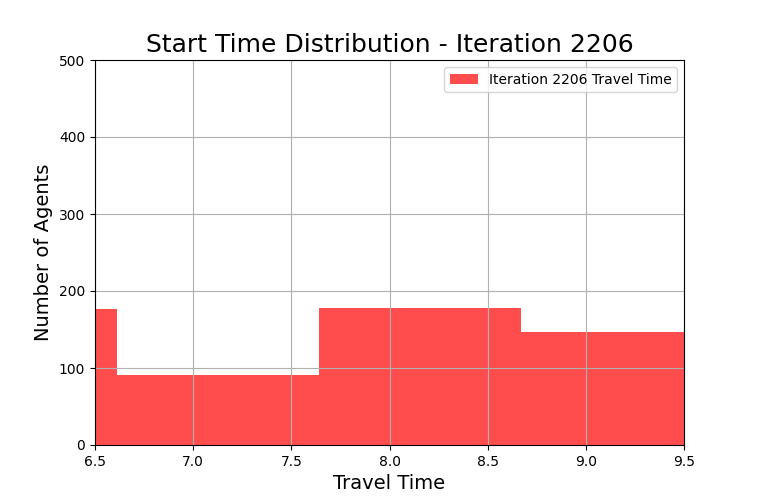 Start Time Distribution - Iteration 2206
500
Iteration 2206 Travel Time
400
300
200
100
0
Number of Agents
6.5 7.0 7.5 8.0 8.5 9.0 9.5
Travel Time